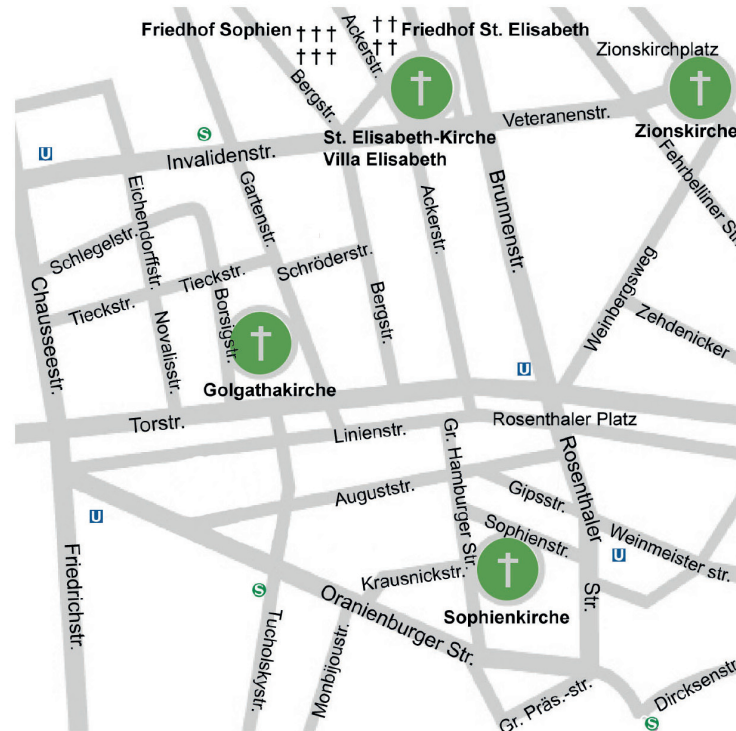 Friedhof Sophien
Friedhof St. Elisabeth
Ackerstr.
Zionskirchplatz
Bergstr.
S
U
Veteranenstr.
Zionskirche
St. Elisabeth-Kirche
Villa Elisabeth
Invalidenstr.
Fehrbelliner Str.
Eichendorffstr.
Gartenstr.
Ackerstr.
Brunnenstr.
Schlegelstr.
Tieckstr.
Schröderstr.
Weinbergsweg
Chausseestr.
Tieckstr.
Borsigstr.
Bergstr.
Novalisstr.
Zehdenicker
Golgathakirche
U
Torstr.
Linienstr.
Gr. Hamburger Str.
Rosenthaler Platz
Rosenthaler Str.
Auguststr.
Gipsstr.
U
Sophienstr.
Weinmeister str.
U
Friedrichstr.
Krausnickstr.
Oranienburger Str.
S
Sophienkirche
Tucholskystr.
Monbijoustr.
Gr. Präs.-str.
Dircksenstr
S